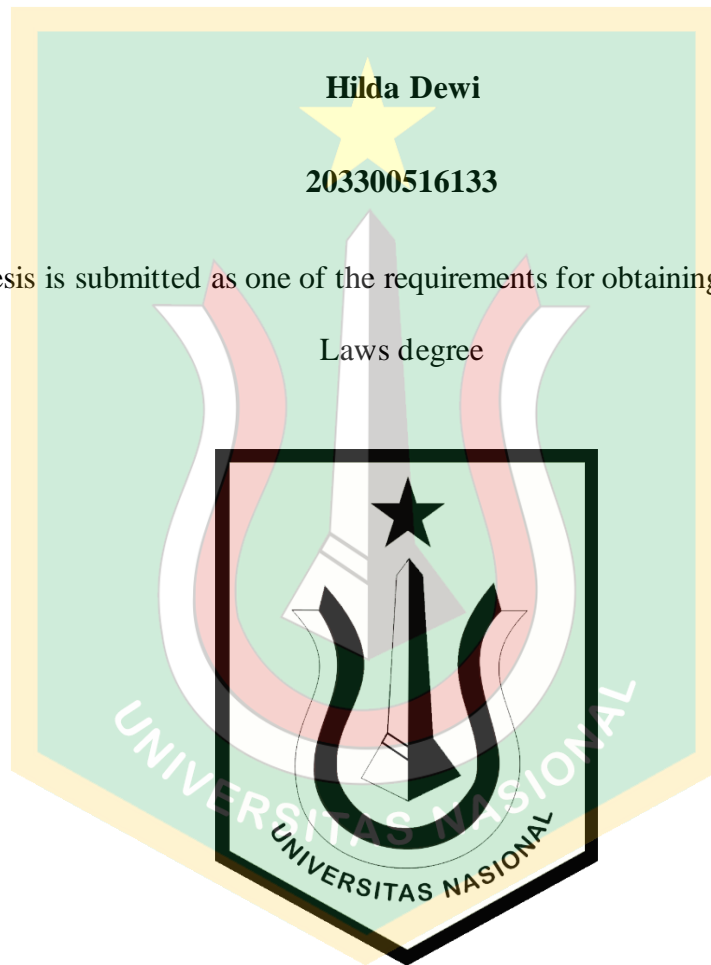 Hilda Dewi
203300516133
esis is submitted as one of the requirements for obtaining
Laws degree
UNIVERSITAS NASIONAL
UNIVERSITAS NASIONAL